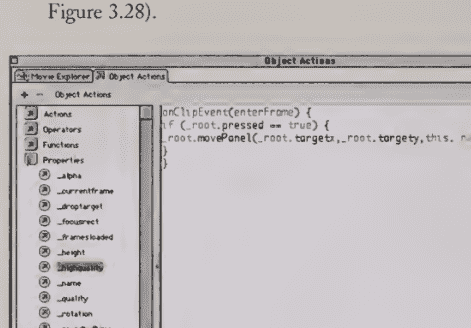 Figure 3.28).
Object Actions
Movie Explorer Object Actions
+ − Object Actions
Actions
Operators
Functions
Properties
_alpha
_currentframe
_droptarget
_focusrect
_framesloaded
_height
_highquality
_name
_quality
_rotation
onClipEvent(enterFrame) {
if (_root.pressed == true) {
_root.movePanel(_root.targetx,_root.targety,this.
}
}